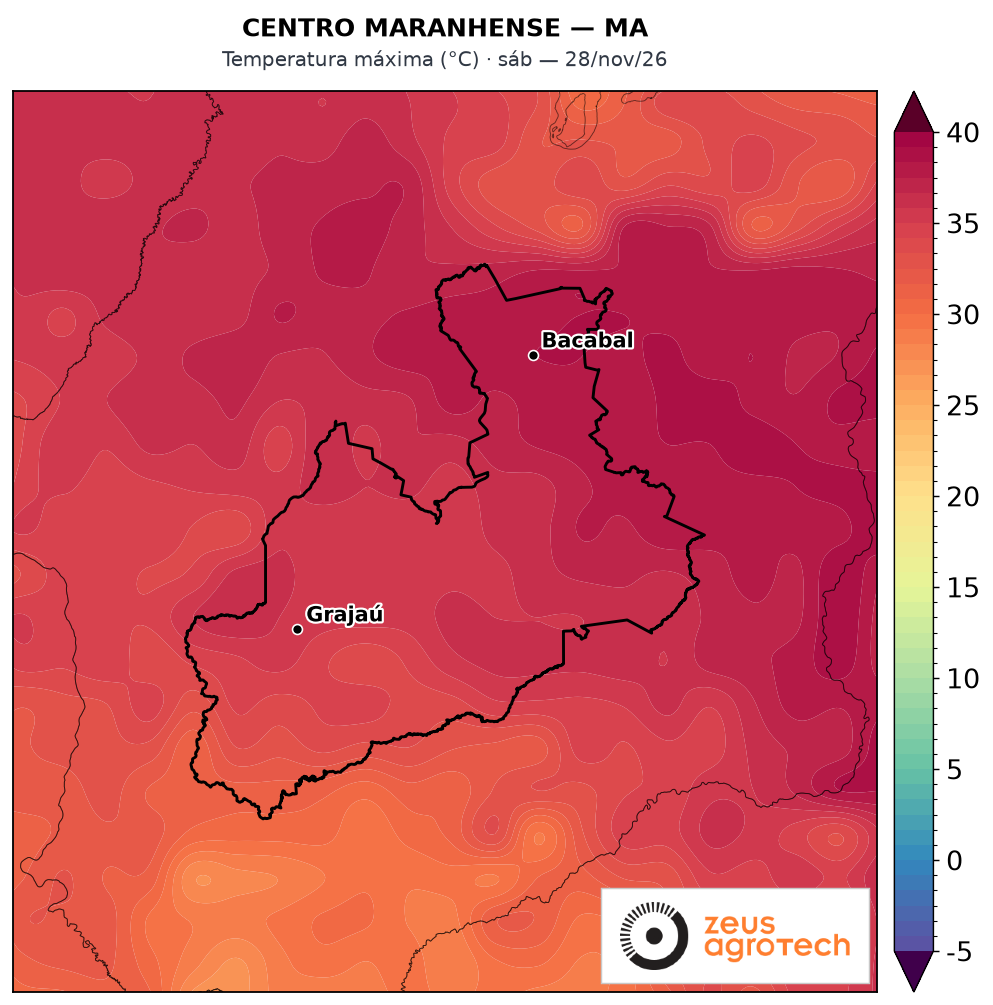 CENTRO MARANHENSE — MA
Temperatura máxima (°C) · sáb — 28/nov/26
40
35
30
25
20
15
10
5
0
-5
Bacabal
Grajaú
zeus
agrotech